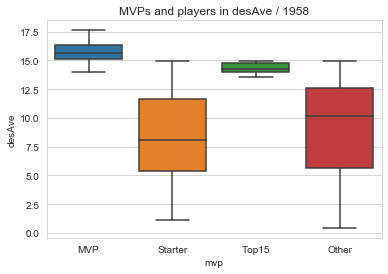 MVPs and players in desAve / 1958
desAve
17.5
15.0
12.5
10.0
7.5
5.0
2.5
0.0
MVP Starter Top15 Other
mvp